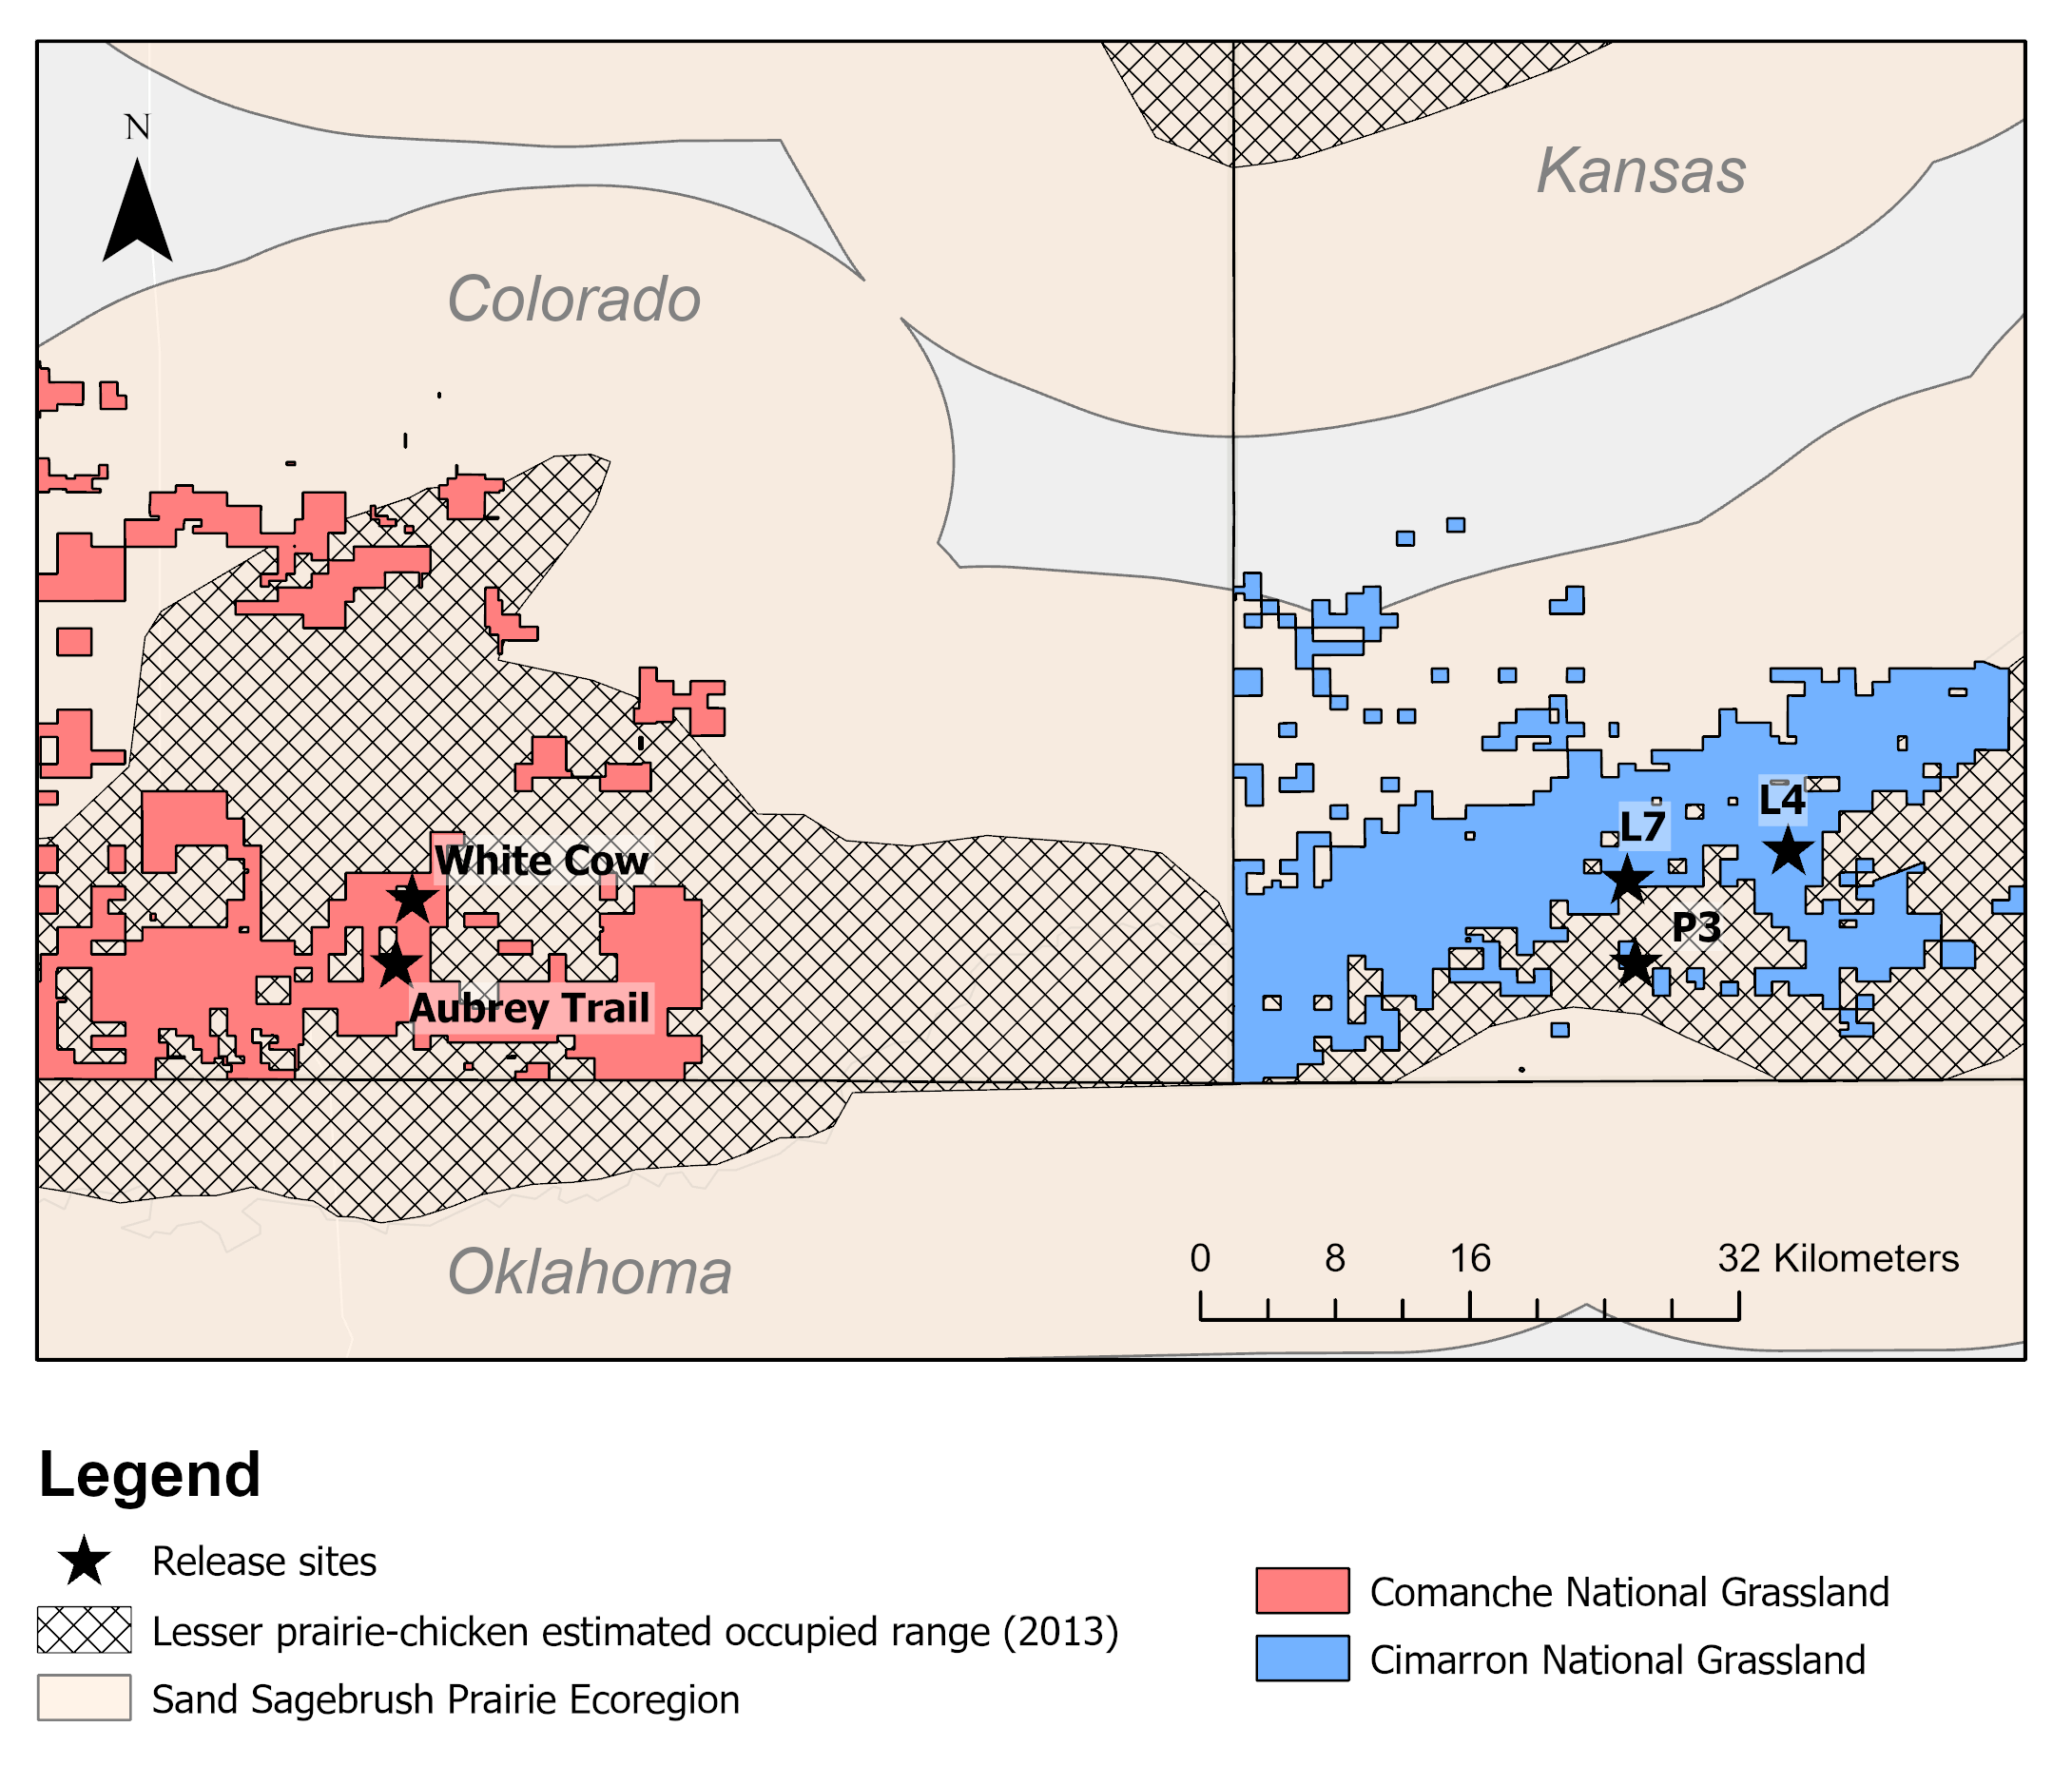 N
Kansas
Colorado
L4
L7
White Cow
P3
Aubrey Trail
Oklahoma
0 8 16 32 Kilometers
Legend
Release sites
Lesser prairie-chicken estimated occupied range (2013)
Sand Sagebrush Prairie Ecoregion
Comanche National Grassland
Cimarron National Grassland